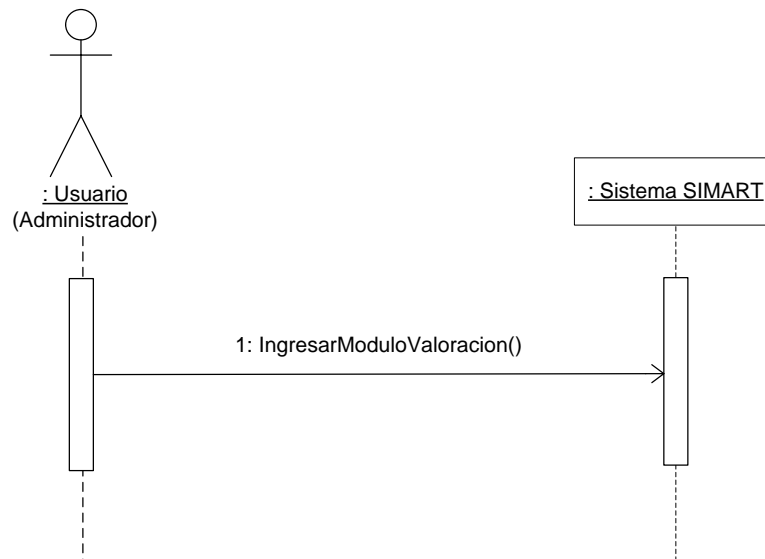 : Usuario
(Administrador)
: Sistema SIMART
1: IngresarModuloValoracion()